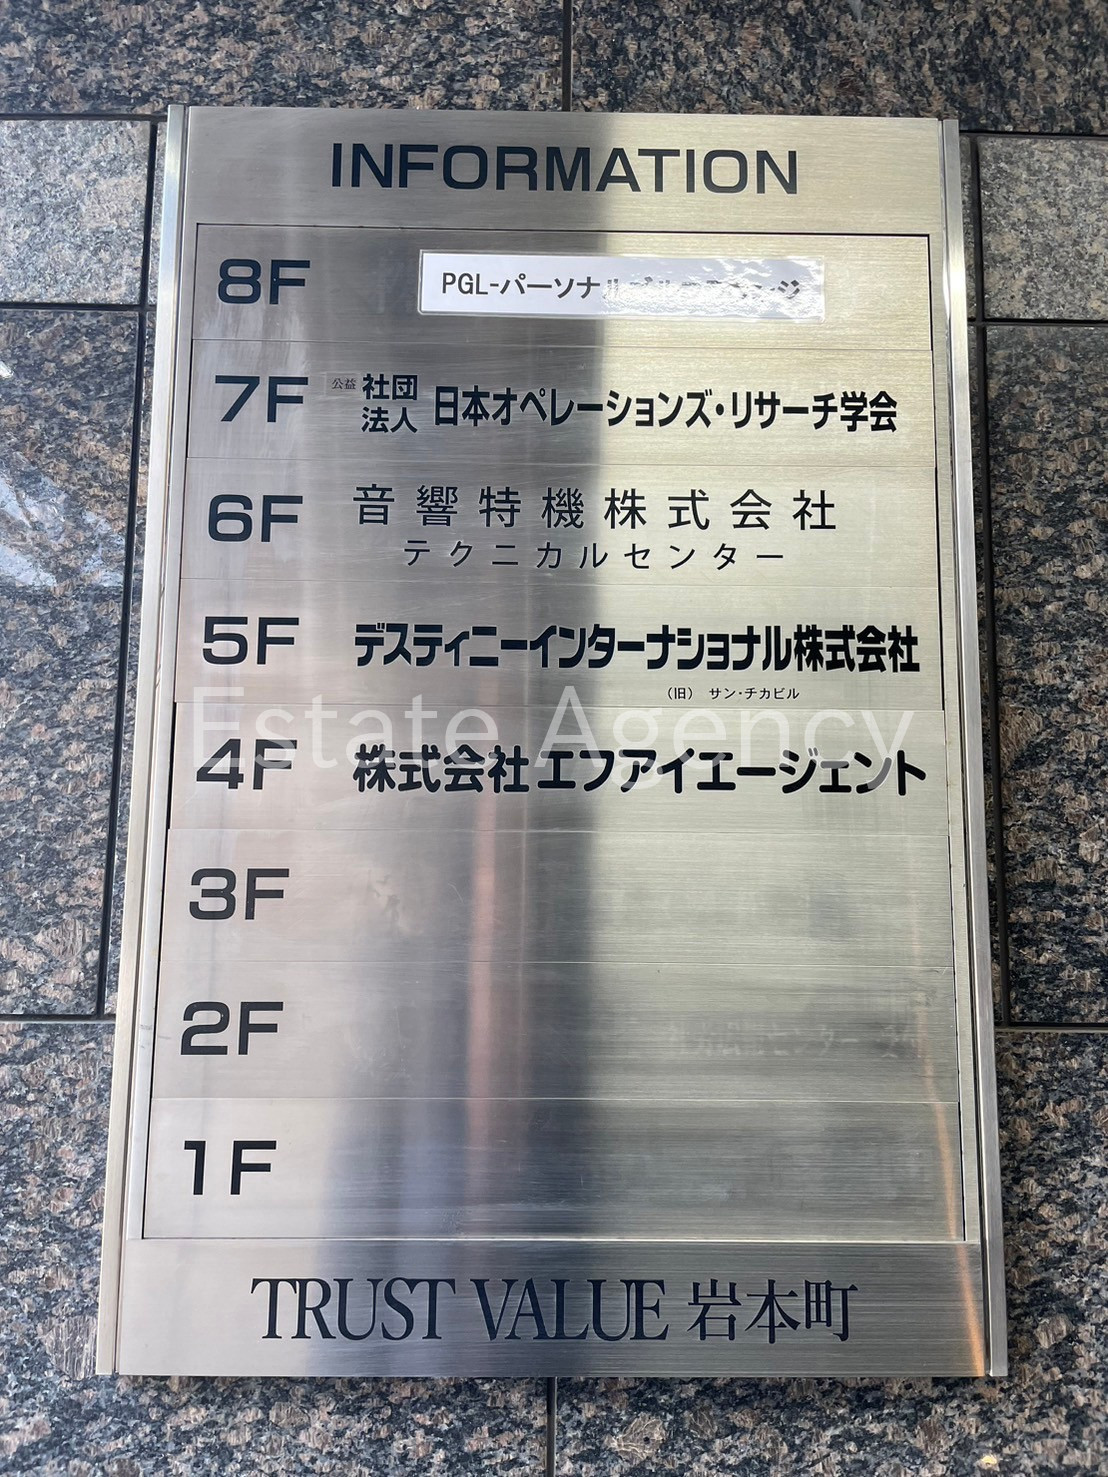 INFORMATION
8F PGL-パーソナル
7F 公益 社団法人 日本オペレーションズ・リサーチ学会
6F 音響特機株式会社
テクニカルセンター
5F デスティニーインターナショナル株式会社
（旧） サン・チカビル
Estate Agency
4F 株式会社 エフアイエージェント
3F
2F
1F
TRUST VALUE 岩本町